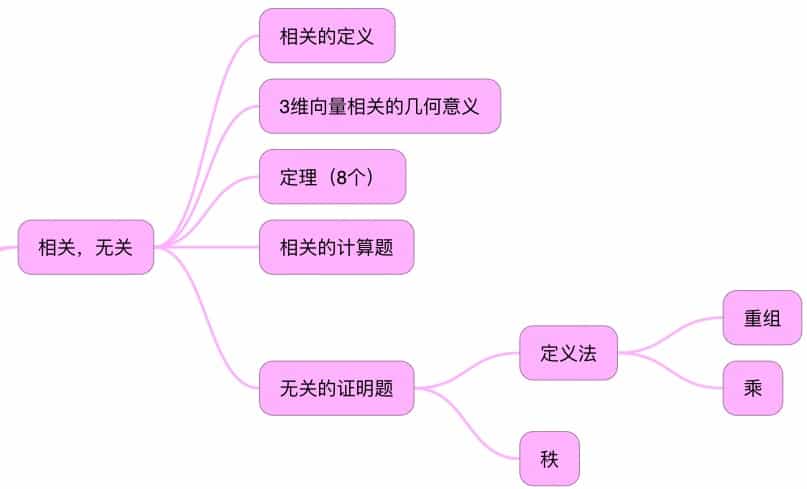 相关的定义
3维向量相关的几何意义
定理（8个）
相关，无关
相关的计算题
重组
定义法
无关的证明题
乘
秩